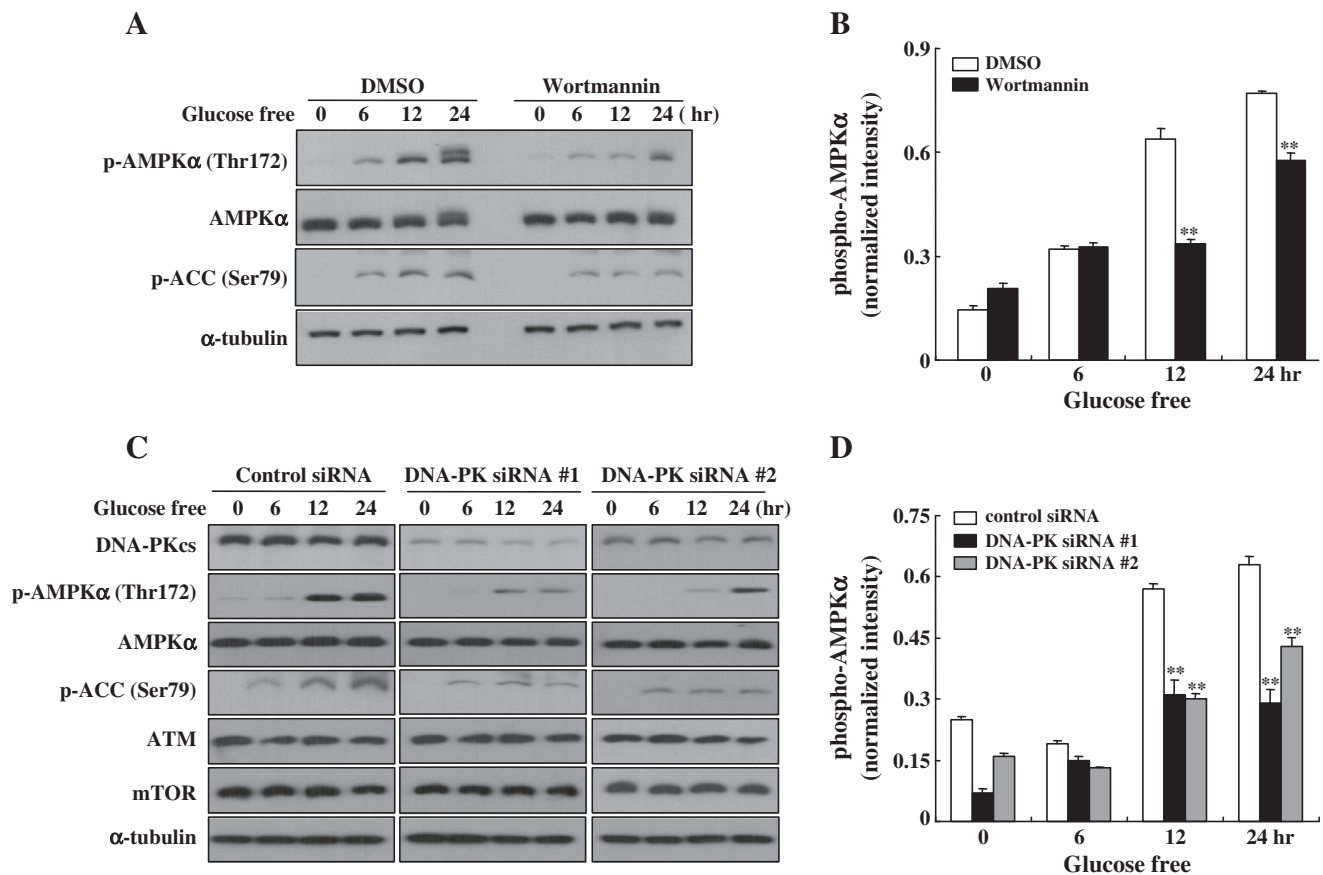 A
DMSO Wortmannin
Glucose free 0 6 12 24 0 6 12 24 ( hr)
p-AMPKα (Thr172)
AMPKα
p-ACC (Ser79)
α-tubulin
B
0.9
0.6
0.3
0
phospho-AMPKα
(normalized intensity)
DMSO
Wortmannin
**
**
0 6 12 24 hr
Glucose free
C
Control siRNA DNA-PK siRNA #1 DNA-PK siRNA #2
Glucose free 0 6 12 24 0 6 12 24 0 6 12 24 (hr)
DNA-PKcs
p-AMPKα (Thr172)
AMPKα
p-ACC (Ser79)
ATM
mTOR
α-tubulin
D
0.75
0.6
0.45
0.3
0.15
0
phospho-AMPKα
(normalized intensity)
control siRNA
DNA-PK siRNA #1
DNA-PK siRNA #2
**
**
**
**
0 6 12 24 hr
Glucose free